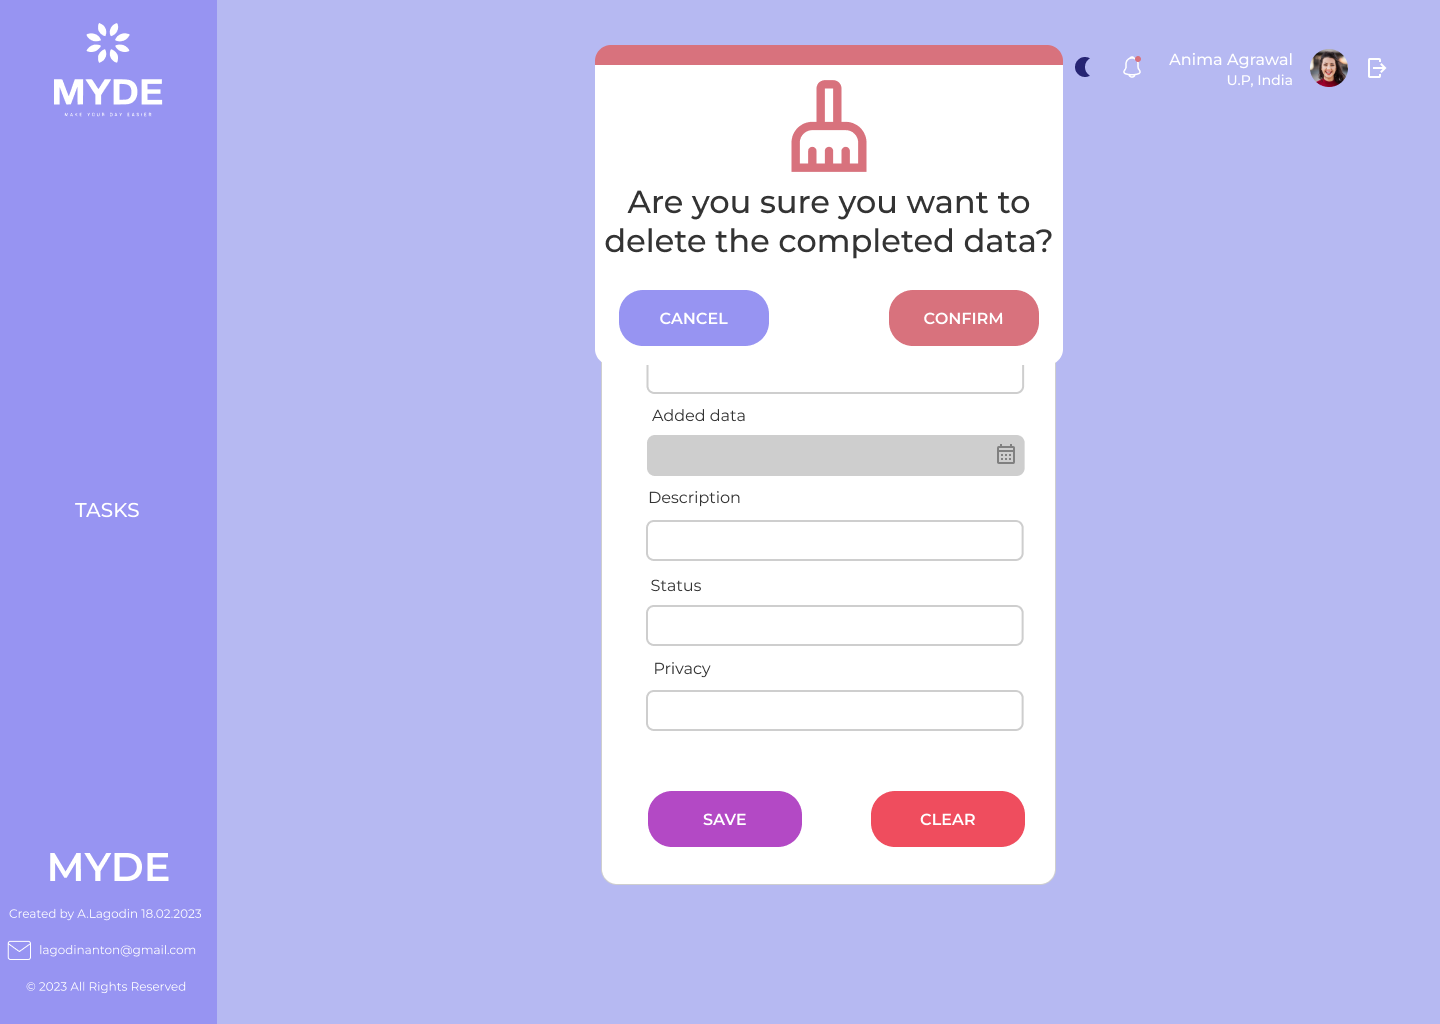 MYDE
MAKE YOUR DAY EASIER
TASKS
MYDE
Created by A.Lagodin 18.02.2023
lagodinanton@gmail.com
© 2023 All Rights Reserved
Anima Agrawal
U.P, India
Are you sure you want to
delete the completed data?
CANCEL
CONFIRM
Added data
Description
Status
Privacy
SAVE
CLEAR